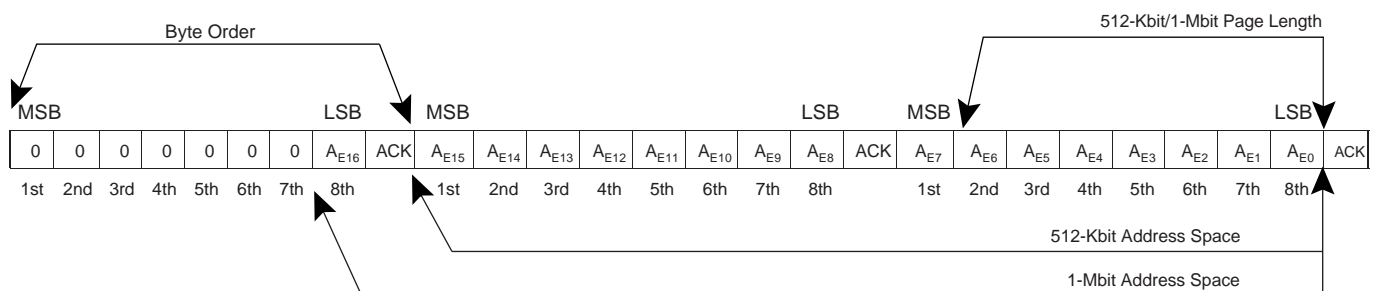 512-Kbit/1-Mbit Page Length
Byte Order
MSB LSB MSB LSB MSB LSB
0 0 0 0 0 0 0 AE16 ACK AE15 AE14 AE13 AE12 AE11 AE10 AE9 AE8 ACK AE7 AE6 AE5 AE4 AE3 AE2 AE1 AE0 ACK
1st 2nd 3rd 4th 5th 6th 7th 8th 1st 2nd 3rd 4th 5th 6th 7th 8th 1st 2nd 3rd 4th 5th 6th 7th 8th
512-Kbit Address Space
1-Mbit Address Space